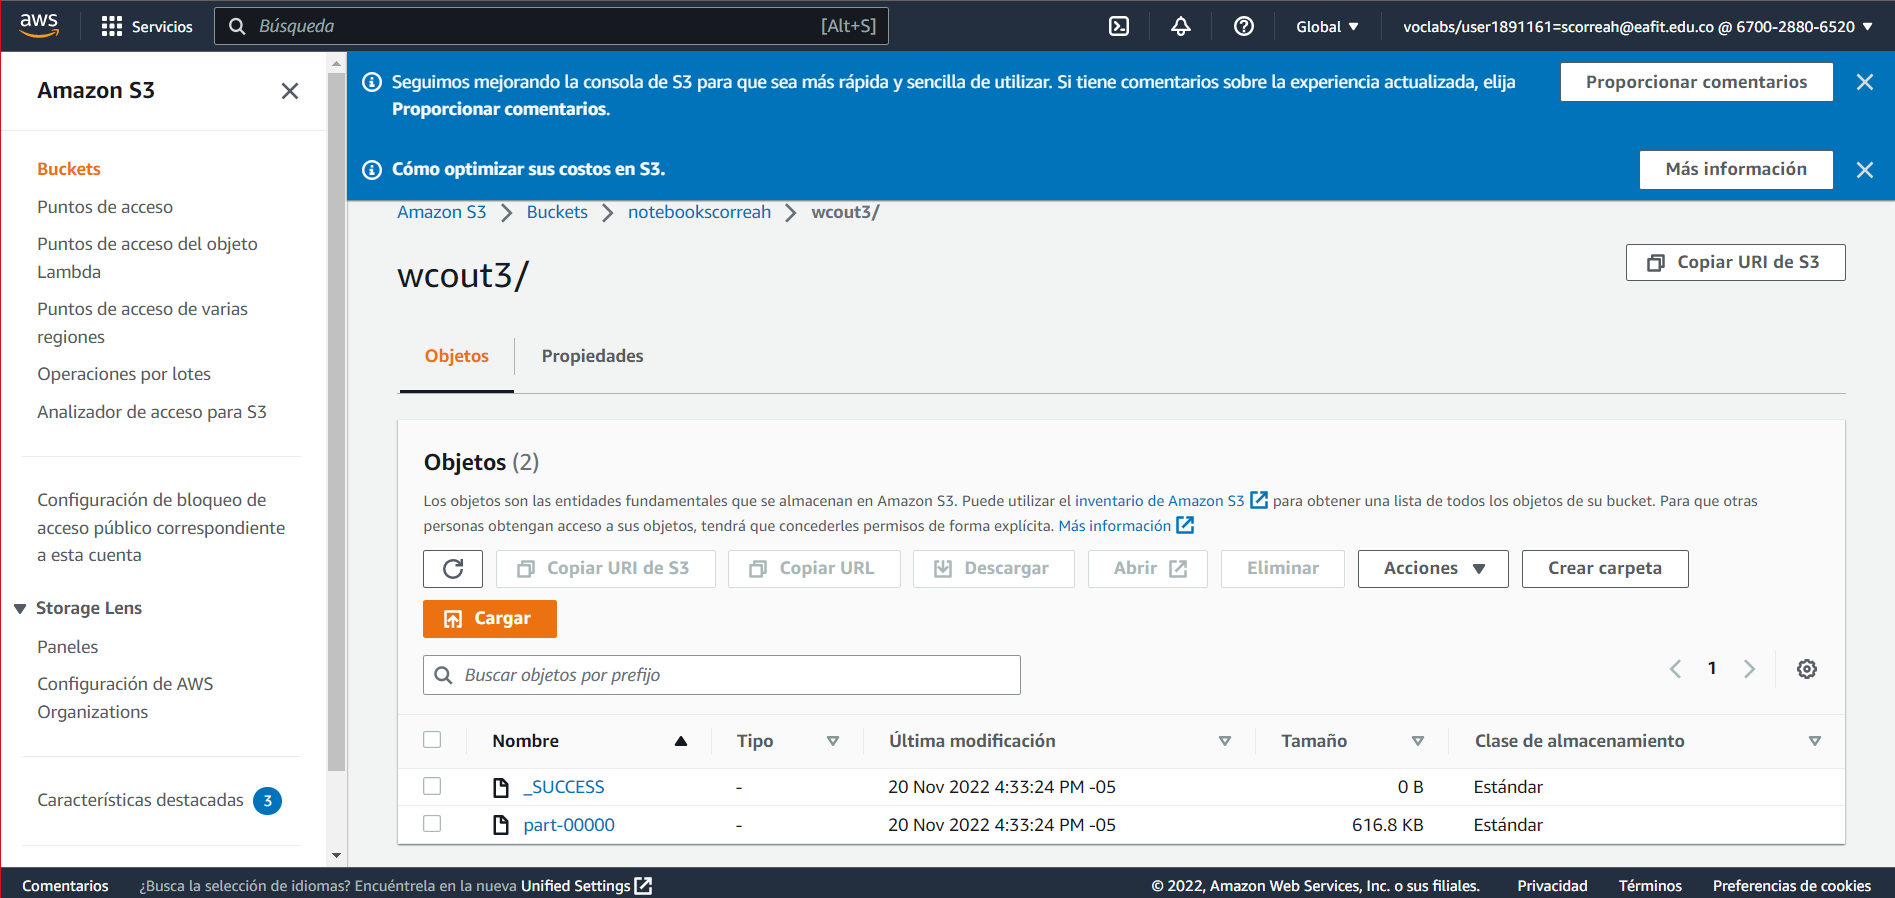 aws
Servicios
Búsqueda
[Alt+S]
Global
voclabs/user1891161=scorreah@eafit.edu.co @ 6700-2880-6520
Amazon S3
Buckets
Puntos de acceso
Puntos de acceso del objeto
Lambda
Puntos de acceso de varias
regiones
Operaciones por lotes
Analizador de acceso para S3
Configuración de bloqueo de
acceso público correspondiente
a esta cuenta
Storage Lens
Paneles
Configuración de AWS
Organizations
Características destacadas 3
Seguimos mejorando la consola de S3 para que sea más rápida y sencilla de utilizar. Si tiene comentarios sobre la experiencia actualizada, elija
Proporcionar comentarios.
Proporcionar comentarios
Cómo optimizar sus costos en S3.
Más información
Amazon S3 Buckets notebookscorreah wcout3/
wcout3/
Copiar URI de S3
Objetos Propiedades
Objetos (2)
Los objetos son las entidades fundamentales que se almacenan en Amazon S3. Puede utilizar el inventario de Amazon S3 para obtener una lista de todos los objetos de su bucket. Para que otras
personas obtengan acceso a sus objetos, tendrá que concederles permisos de forma explícita. Más información
Copiar URI de S3 Copiar URL Descargar Abrir Eliminar Acciones Crear carpeta
Cargar
Buscar objetos por prefijo
1
Nombre Tipo Última modificación Tamaño Clase de almacenamiento
_SUCCESS - 20 Nov 2022 4:33:24 PM -05 0 B Estándar
part-00000 - 20 Nov 2022 4:33:24 PM -05 616.8 KB Estándar
Comentarios ¿Busca la selección de idiomas? Encuéntrela en la nueva Unified Settings © 2022, Amazon Web Services, Inc. o sus filiales. Privacidad Términos Preferencias de cookies